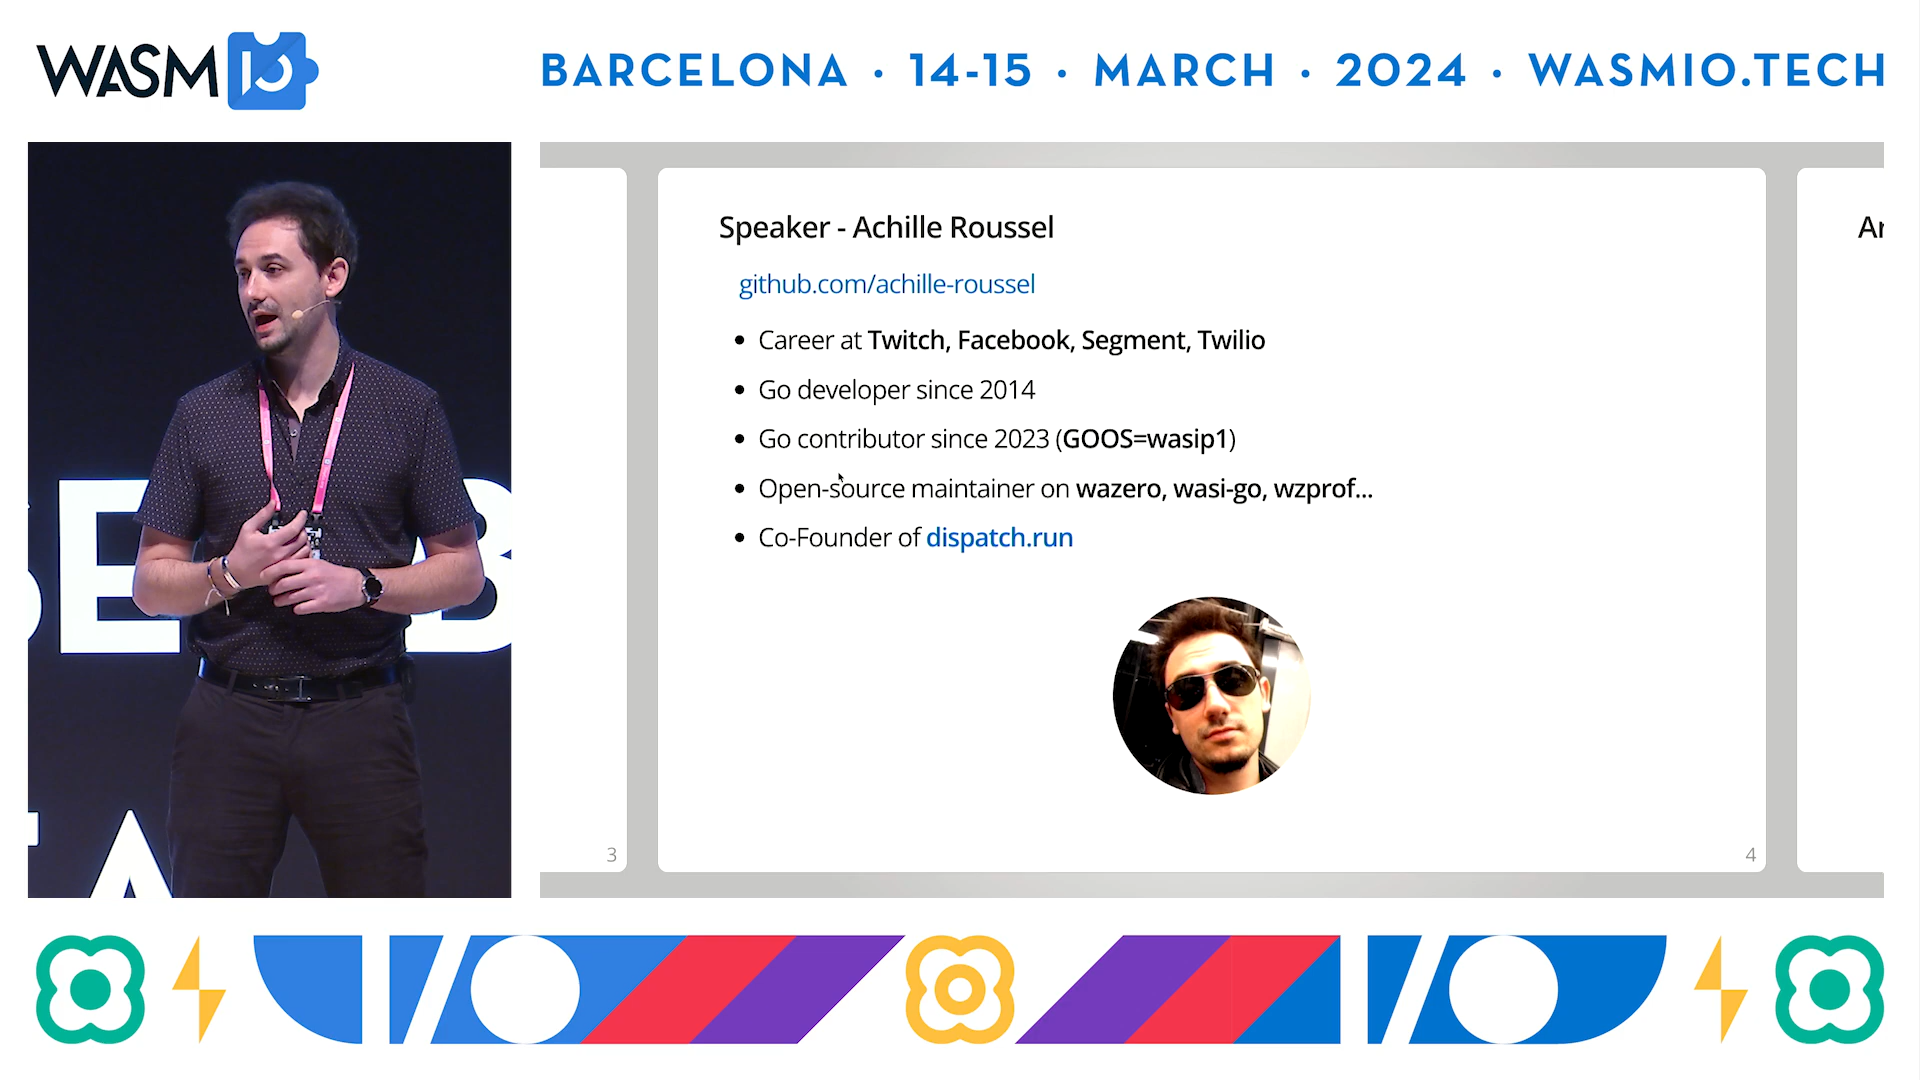 WASM IO
BARCELONA · 14-15 · MARCH · 2024 · WASMIO.TECH
Speaker - Achille Roussel
github.com/achille-roussel
• Career at Twitch, Facebook, Segment, Twilio
• Go developer since 2014
• Go contributor since 2023 (GOOS=wasip1)
• Open-source maintainer on wazero, wasi-go, wzprof...
• Co-Founder of dispatch.run
3
4